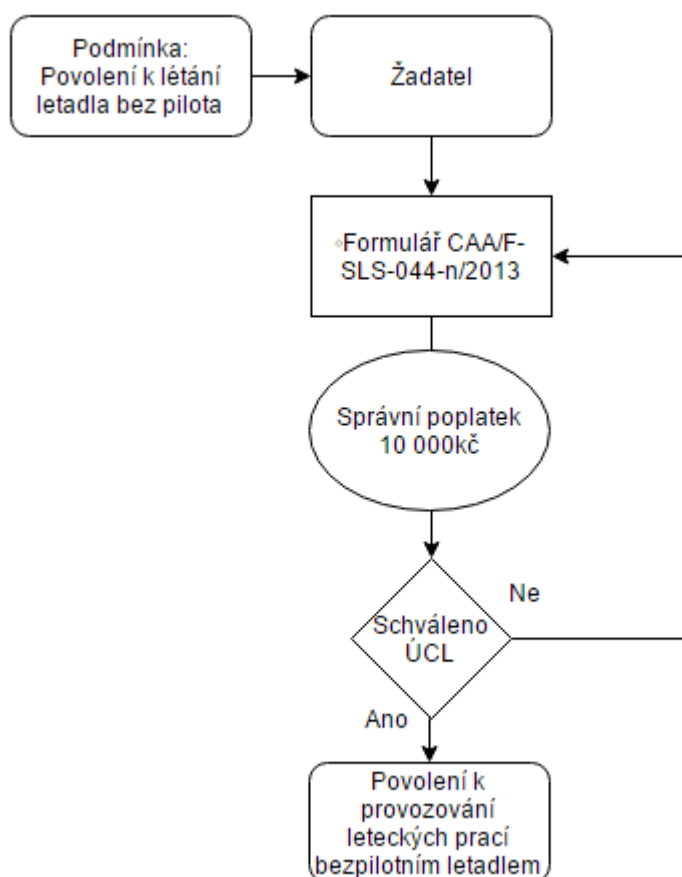 Podmínka:
Povolení k létání
letadla bez pilota
Žadatel
◦Formulář CAA/F-
SLS-044-n/2013
Správní poplatek
10 000kč
Schváleno
ÚCL
Ne
Ano
Povolení k
provozování
leteckých prací
bezpilotním letadlem